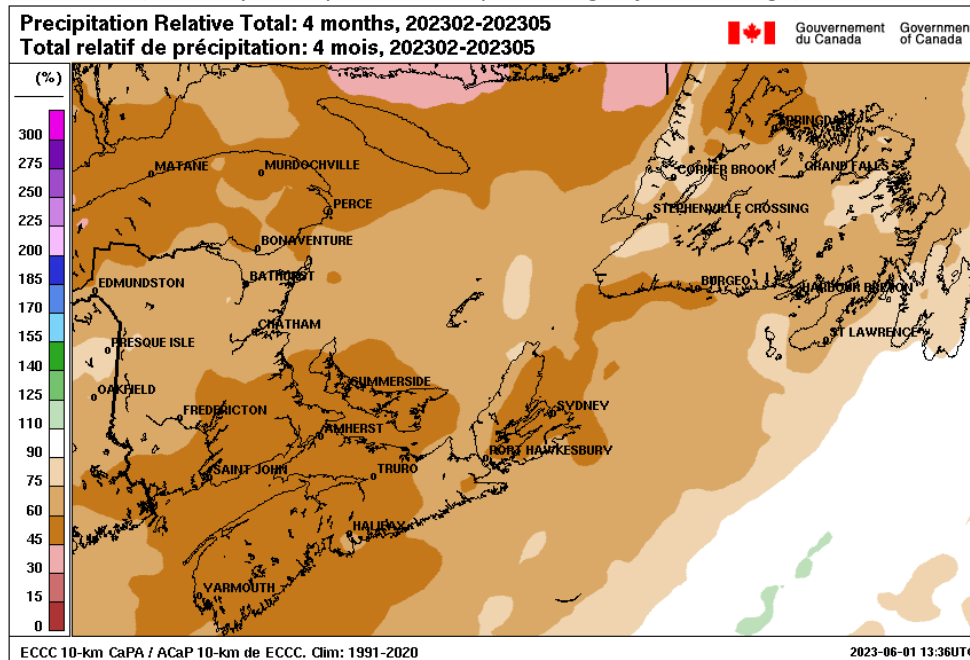 Precipitation Relative Total: 4 months, 202302-202305
Total relatif de précipitation: 4 mois, 202302-202305
Gouvernement du Canada
Government of Canada
(%)
300
275
250
225
200
185
170
155
140
125
110
90
75
60
45
30
15
0
SPRINGDALE
MATANE
MURDOCHVILLE
CORNER BROOK
GRAND FALLS
PERCE
STEPHENVILLE CROSSING
BONAVENTURE
EDMUNDSTON
BATHURST
BURGEO
HARBOUR BRETON
CHATHAM
ST LAWRENCE
PRESQUE ISLE
SUMMERSIDE
OAKFIELD
FREDERICTON
SYDNEY
AMHERST
PORT HAWKESBURY
SAINT JOHN
TRURO
HALIFAX
YARMOUTH
ECCC 10-km CaPA / ACaP 10-km de ECCC. Clim: 1991-2020
2023-06-01 13:36UTC